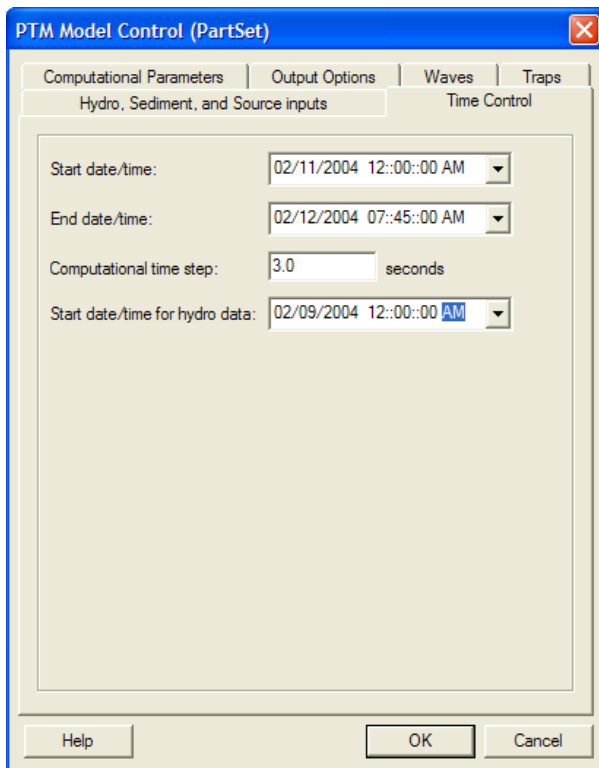 PTM Model Control (PartSet)
Computational Parameters Output Options Waves Traps
Hydro, Sediment, and Source inputs Time Control
Start date/time: 02/11/2004 12::00::00 AM
End date/time: 02/12/2004 07::45::00 AM
Computational time step: 3.0 seconds
Start date/time for hydro data: 02/09/2004 12::00::00 AM
Help OK Cancel